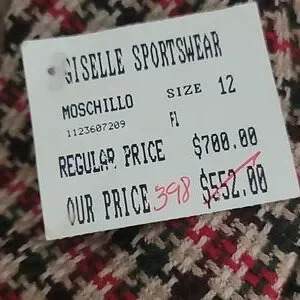 GISELLE SPORTSWEAR
MOSCHILLO SIZE 12
1123607209 F1
REGULAR PRICE $700.00
OUR PRICE 398 $552.00